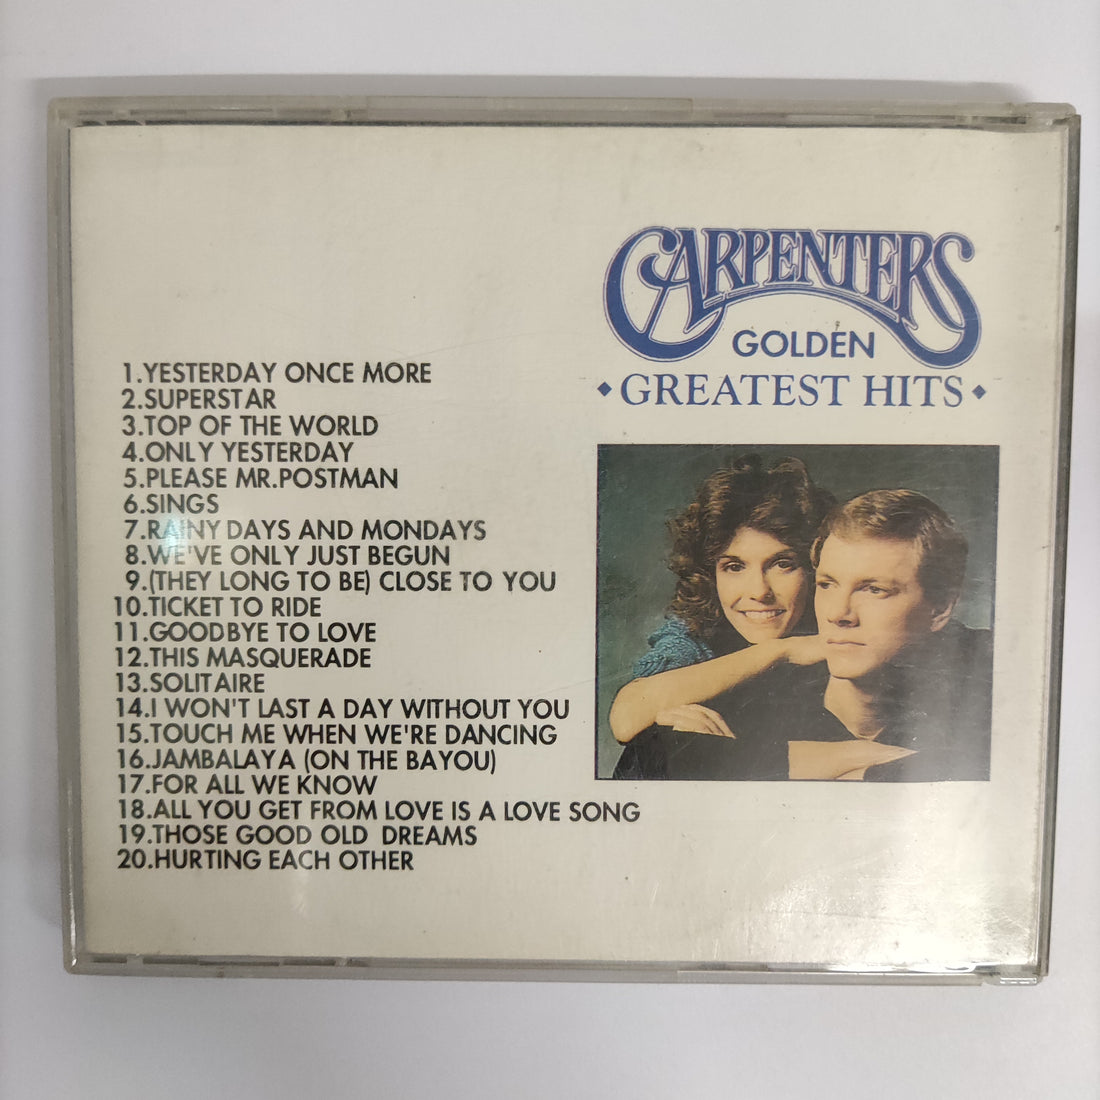 CARPENTERS
GOLDEN
GREATEST HITS
1.YESTERDAY ONCE MORE
2.SUPERSTAR
3.TOP OF THE WORLD
4.ONLY YESTERDAY
5.PLEASE MR.POSTMAN
6.SINGS
7.RAINY DAYS AND MONDAYS
8.WE'VE ONLY JUST BEGUN
9.(THEY LONG TO BE) CLOSE TO YOU
10.TICKET TO RIDE
11.GOODBYE TO LOVE
12.THIS MASQUERADE
13.SOLITAIRE
14.I WON'T LAST A DAY WITHOUT YOU
15.TOUCH ME WHEN WE'RE DANCING
16.JAMBALAYA (ON THE BAYOU)
17.FOR ALL WE KNOW
18.ALL YOU GET FROM LOVE IS A LOVE SONG
19.THOSE GOOD OLD DREAMS
20.HURTING EACH OTHER